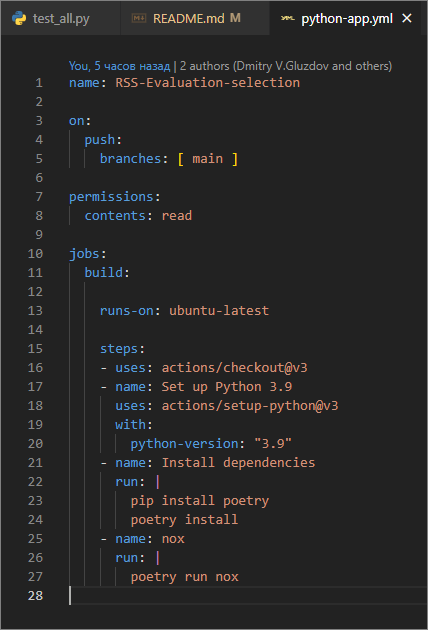 test_all.py README.md M python-app.yml
You, 5 часов назад | 2 authors (Dmitry V.Gluzdov and others)
1 name: RSS-Evaluation-selection
2
3 on:
4   push:
5     branches: [ main ]
6
7 permissions:
8   contents: read
9
10 jobs:
11   build:
12
13     runs-on: ubuntu-latest
14
15     steps:
16     - uses: actions/checkout@v3
17     - name: Set up Python 3.9
18       uses: actions/setup-python@v3
19       with:
20         python-version: "3.9"
21     - name: Install dependencies
22       run: |
23         pip install poetry
24         poetry install
25     - name: nox
26       run: |
27         poetry run nox
28